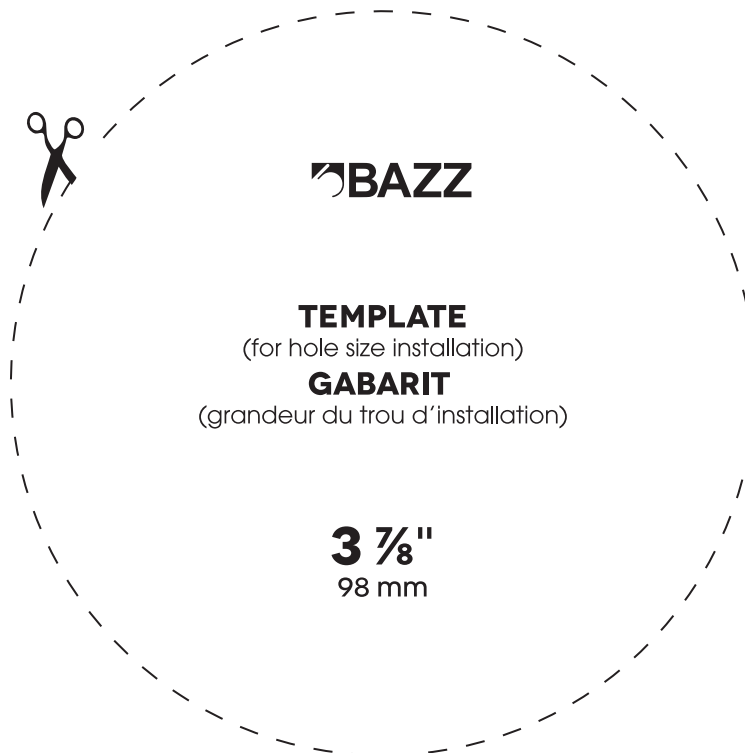 BAZZ
TEMPLATE
(for hole size installation)
GABARIT
(grandeur du trou d'installation)
3 ⅞"
98 mm